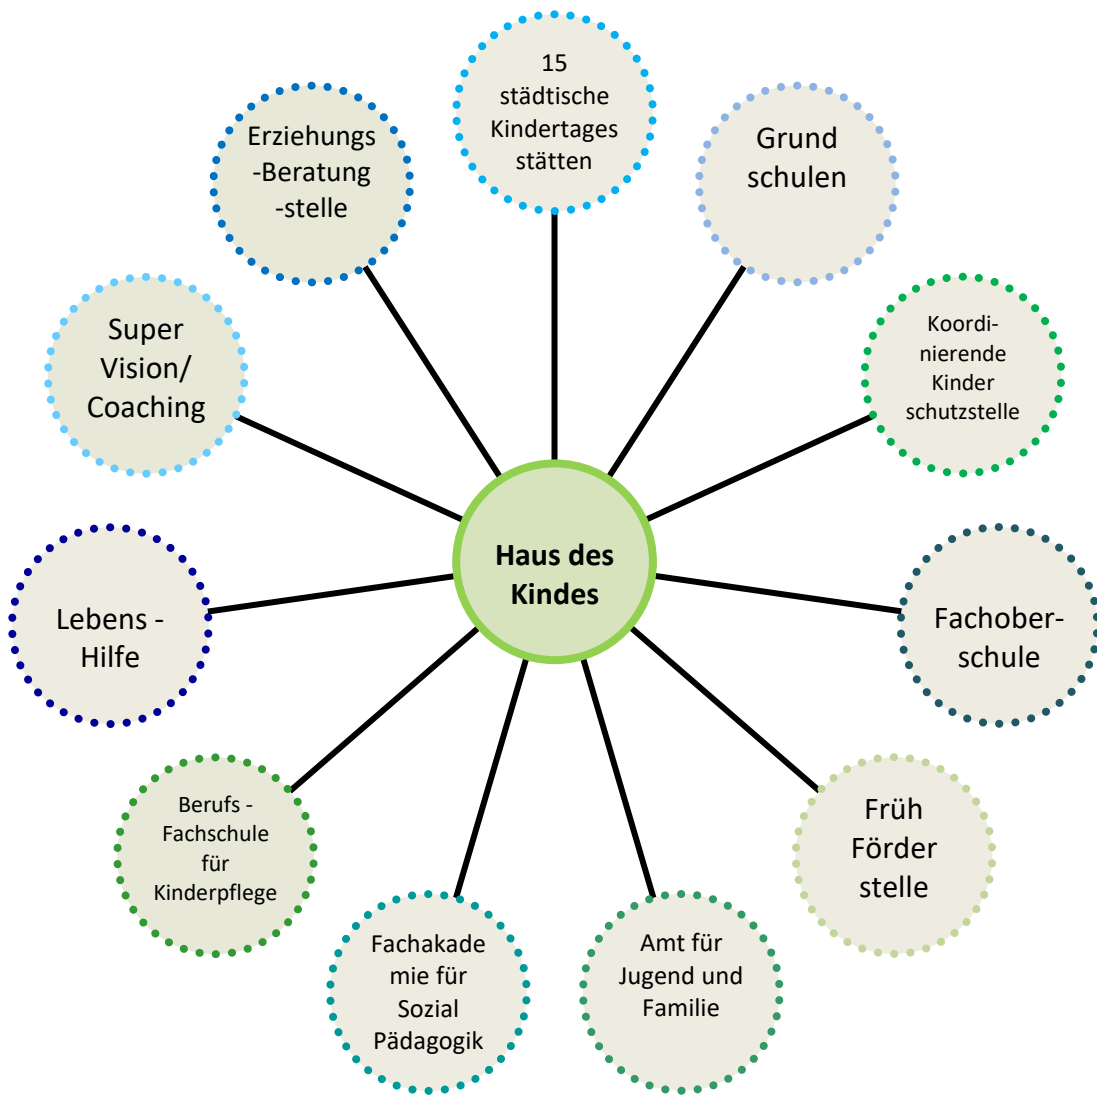 15
städtische
Kindertages
stätten
Grund
schulen
Koordi-
nierende
Kinder
schutzstelle
Fachober-
schule
Früh
Förder
stelle
Amt für
Jugend und
Familie
Fachakade
mie für
Sozial
Pädagogik
Berufs -
Fachschule
für
Kinderpflege
Lebens -
Hilfe
Super
Vision/
Coaching
Erziehungs
-Beratung
-stelle
Haus des
Kindes